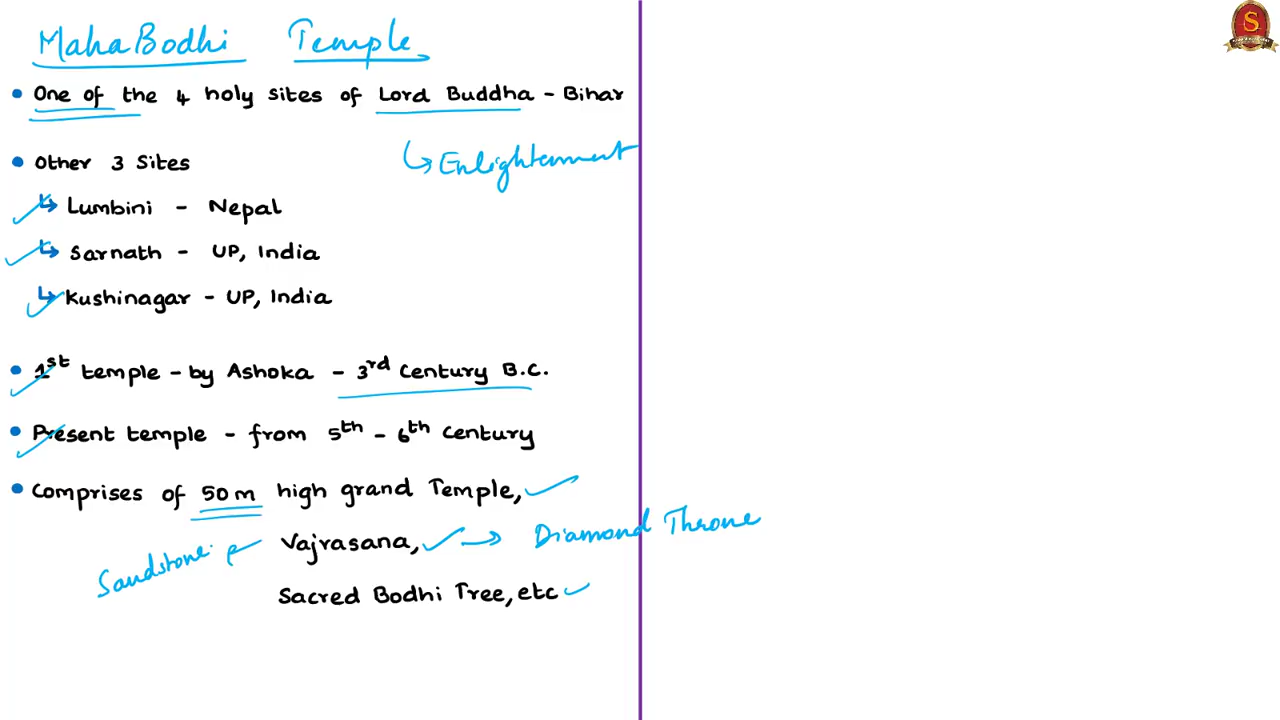 MahaBodhi Temple
• One of the 4 holy sites of Lord Buddha - Bihar
↳ Enlightenment
• Other 3 Sites
↳ Lumbini - Nepal
↳ Sarnath - UP, India
↳ Kushinagar - UP, India
• 1st temple - by Ashoka - 3rd Century B.C.
• Present temple - from 5th - 6th Century
• Comprises of 50m high grand Temple,
Vajrasana, → Diamond Throne
Sandstone
Sacred Bodhi Tree, etc
S